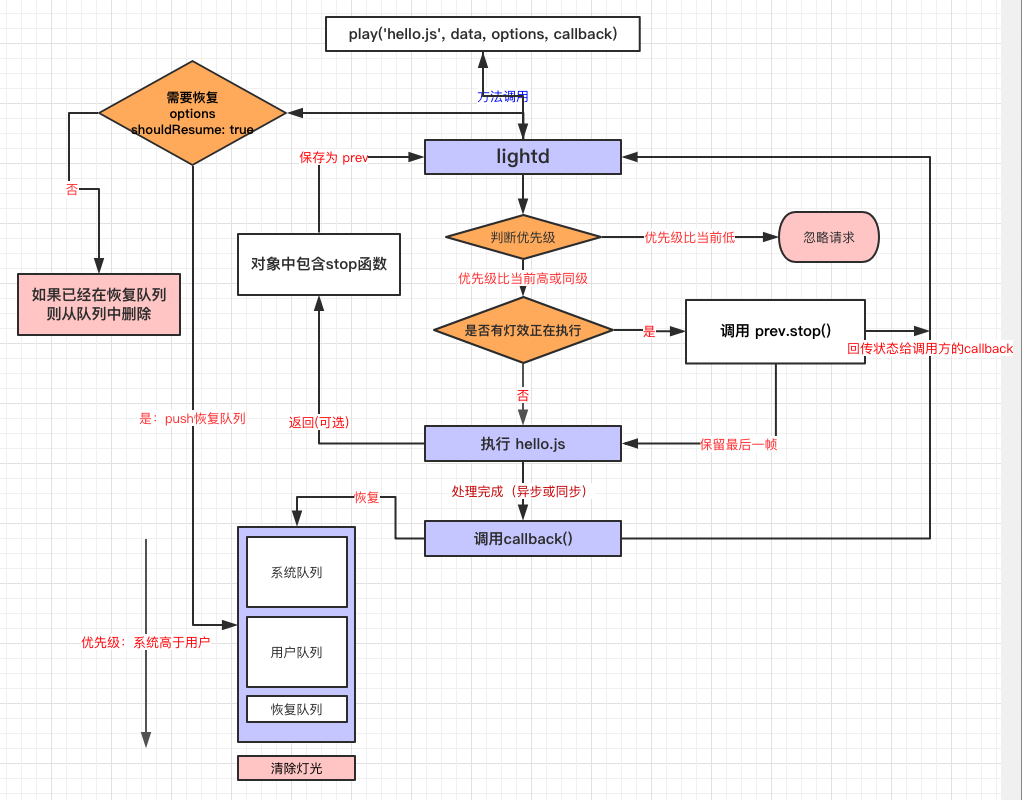 play('hello.js', data, options, callback)
方法调用
需要恢复
options
shouldResume: true
保存为 prev
lightd
否
判断优先级
优先级比当前低
忽略请求
对象中包含stop函数
优先级比当前高或同级
如果已经在恢复队列
则从队列中删除
是否有灯效正在执行
是
调用 prev.stop()
回传状态给调用方的callback
否
是：push恢复队列
返回(可选)
执行 hello.js
保留最后一帧
处理完成（异步或同步）
恢复
调用callback()
系统队列
优先级：系统高于用户
用户队列
恢复队列
清除灯光